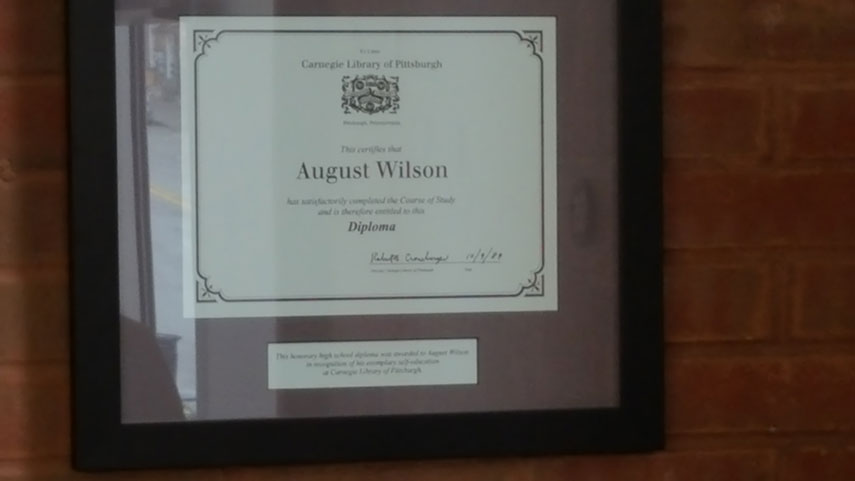 Carnegie Library of Pittsburgh
Pittsburgh, Pennsylvania
This certifies that
August Wilson
has satisfactorily completed the Course of Study
and is therefore entitled to this
Diploma
This honorary high school diploma was awarded to August Wilson
in recognition of his exemplary self-education
at Carnegie Library of Pittsburgh